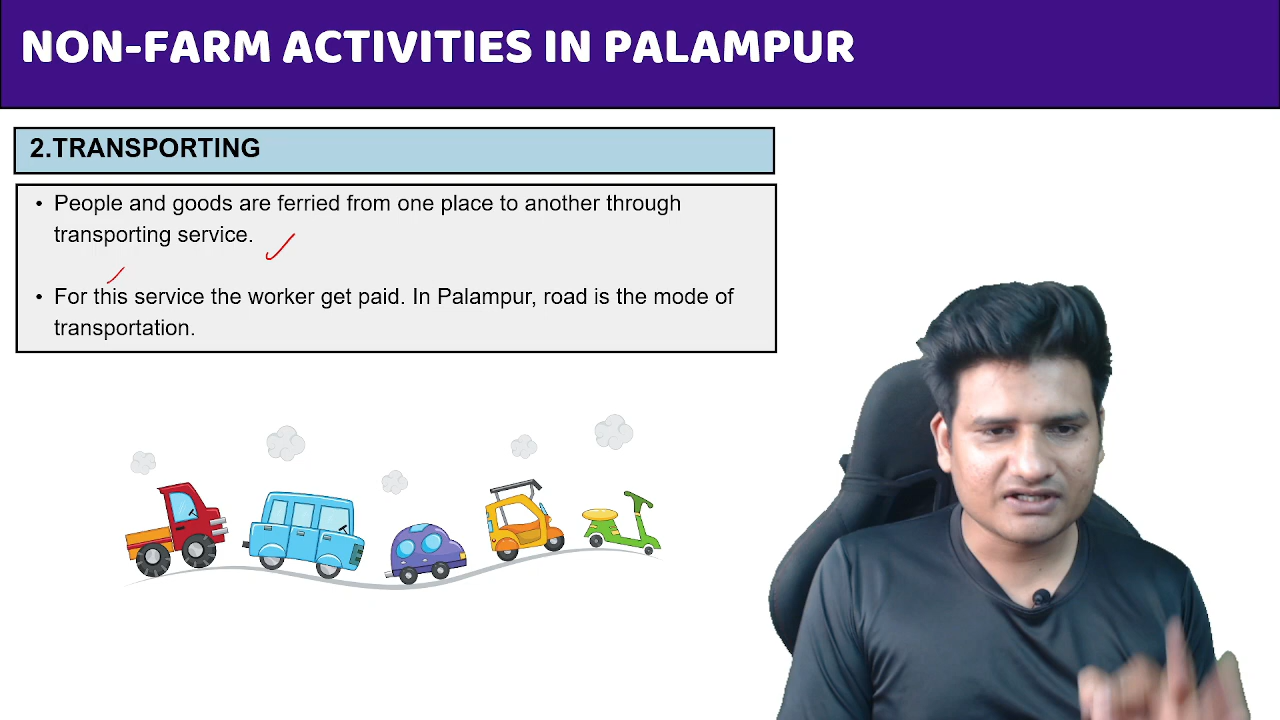 NON-FARM ACTIVITIES IN PALAMPUR
2.TRANSPORTING
• People and goods are ferried from one place to another through
transporting service.
• For this service the worker get paid. In Palampur, road is the mode of
transportation.